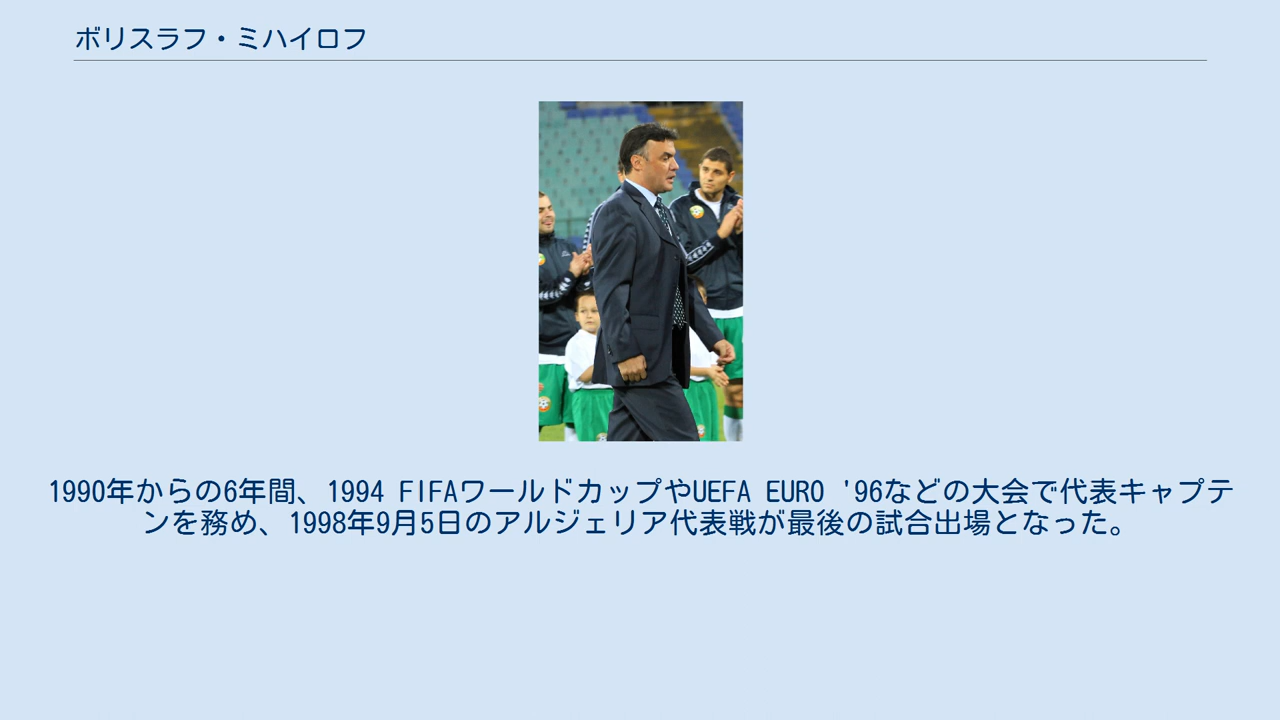 ボリスラフ・ミハイロフ
1990年からの6年間、1994 FIFAワールドカップやUEFA EURO '96などの大会で代表キャプテ
ンを務め、1998年9月5日のアルジェリア代表戦が最後の試合出場となった。